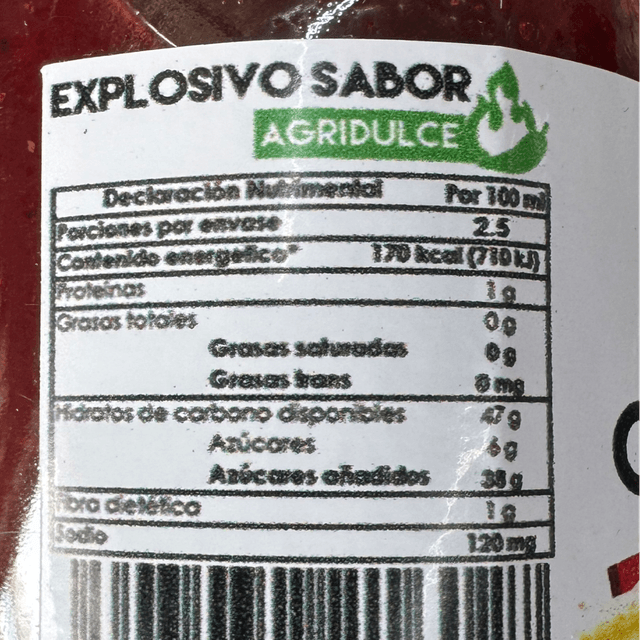 EXPLOSIVO SABOR
AGRIDULCE
Declaración Nutrimental Por 100 ml
Porciones por envase 2.5
Contenido energetico* 170 kcal (710 kJ)
Proteínas 1 g
Grasas totales 0 g
Grasas saturadas 0 g
Grasas trans 0 mg
Hidratos de carbono disponibles 47 g
Azúcares 6 g
Azúcares añadidos 38 g
fibra dietética 1 g
Sodio 120 mg